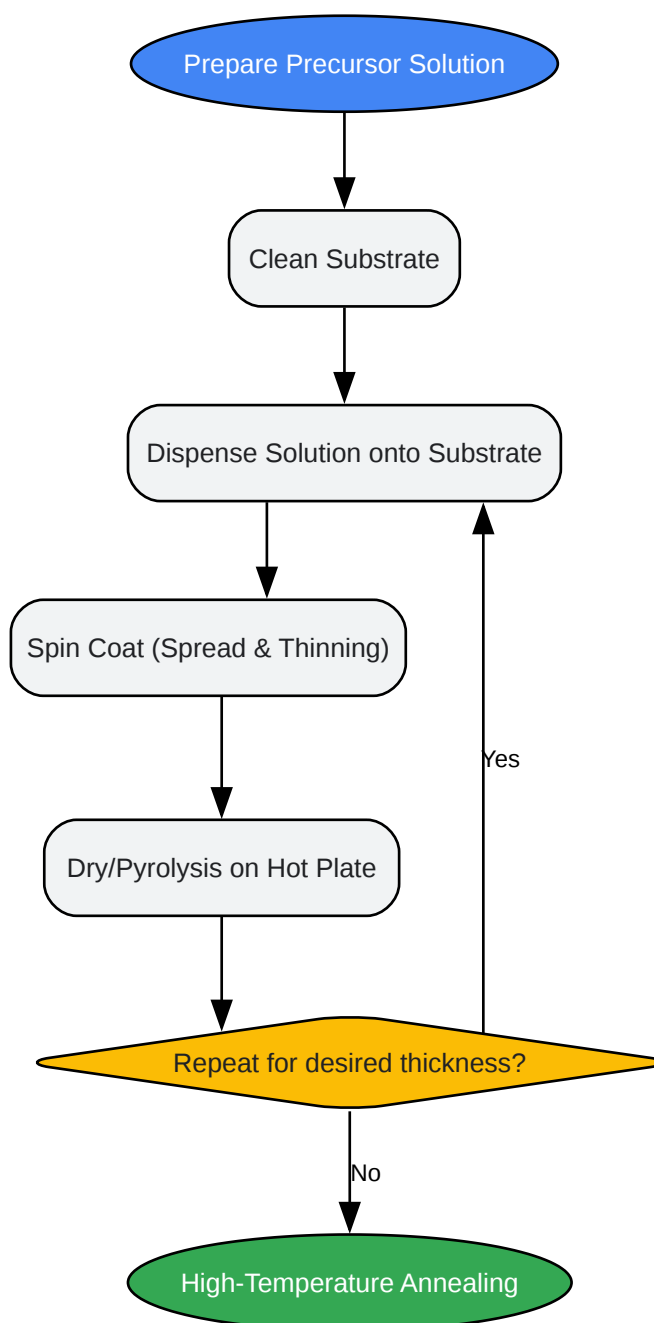 Prepare Precursor Solution
Clean Substrate
Dispense Solution onto Substrate
Spin Coat (Spread & Thinning)
Yes
Dry/Pyrolysis on Hot Plate
Repeat for desired thickness?
No
High-Temperature Annealing